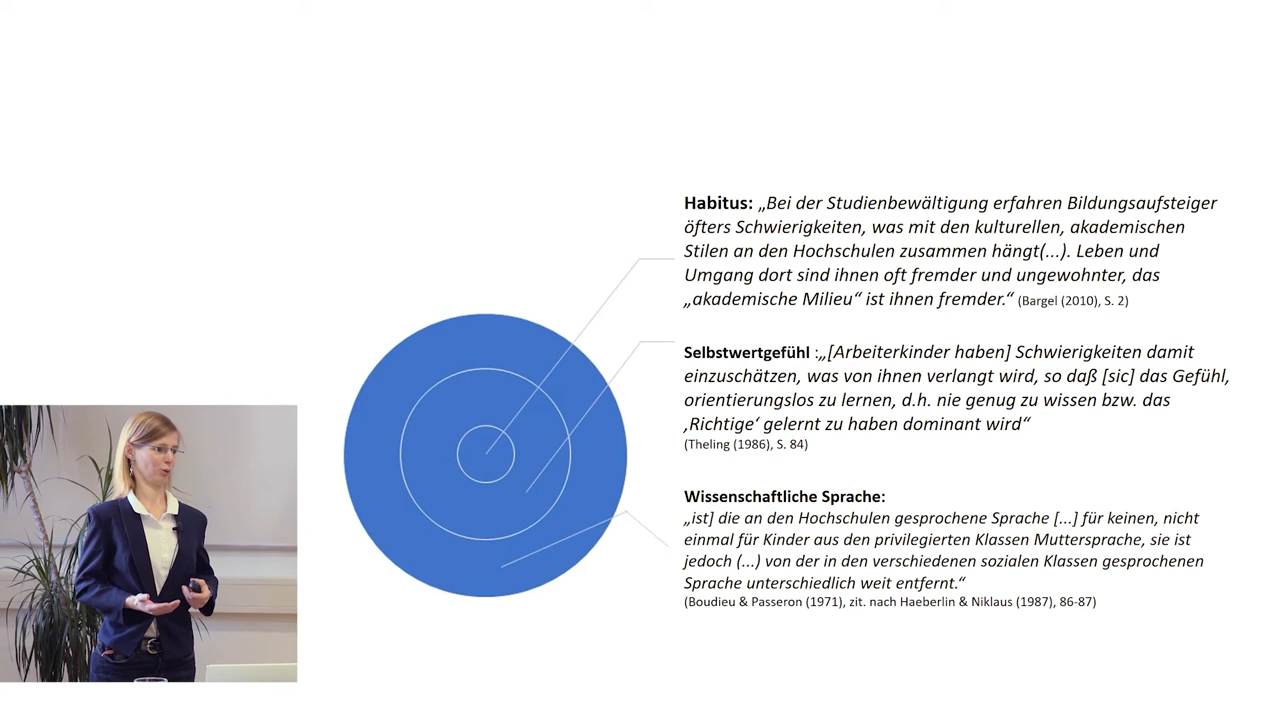 Habitus: „Bei der Studienbewältigung erfahren Bildungsaufsteiger
öfters Schwierigkeiten, was mit den kulturellen, akademischen
Stilen an den Hochschulen zusammen hängt(...). Leben und
Umgang dort sind ihnen oft fremder und ungewohnter, das
„akademische Milieu“ ist ihnen fremder.“ (Bargel (2010), S. 2)
Selbstwertgefühl :„[Arbeiterkinder haben] Schwierigkeiten damit
einzuschätzen, was von ihnen verlangt wird, so daß [sic] das Gefühl,
orientierungslos zu lernen, d.h. nie genug zu wissen bzw. das
‚Richtige‘ gelernt zu haben dominant wird“
(Theling (1986), S. 84)
Wissenschaftliche Sprache:
„ist] die an den Hochschulen gesprochene Sprache [...] für keinen, nicht
einmal für Kinder aus den privilegierten Klassen Muttersprache, sie ist
jedoch (...) von der in den verschiedenen sozialen Klassen gesprochenen
Sprache unterschiedlich weit entfernt.“
(Boudieu & Passeron (1971), zit. nach Haeberlin & Niklaus (1987), 86-87)